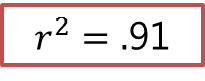 r² = .91